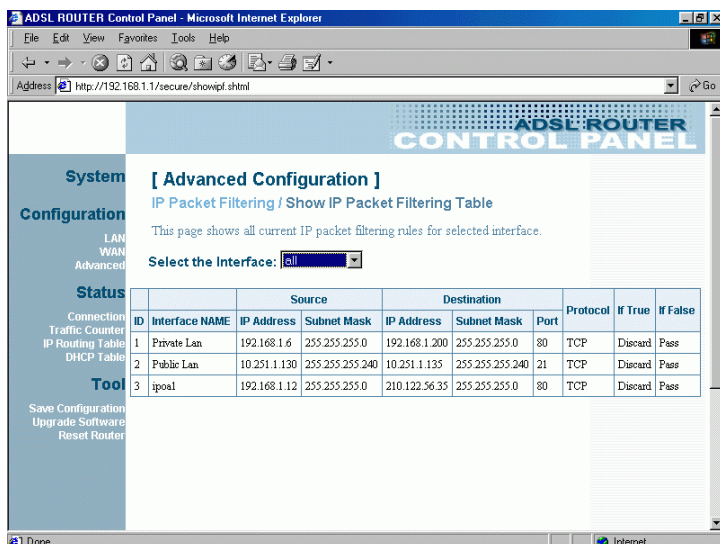 ADSL ROUTER Control Panel - Microsoft Internet Explorer
File Edit View Favorites Tools Help
Address http://192.168.1.1/secure/showipf.shtml Go
ADSL ROUTER
CONTROL PANEL
System
Configuration
LAN
WAN
Advanced
Status
Connection
Traffic Counter
IP Routing Table
DHCP Table
Tool
Save Configuration
Upgrade Software
Reset Router
[ Advanced Configuration ]
IP Packet Filtering / Show IP Packet Filtering Table
This page shows all current IP packet filtering rules for selected interface.
Select the Interface: all
Source Destination
ID Interface NAME IP Address Subnet Mask IP Address Subnet Mask Port Protocol If True If False
1 Private Lan 192.168.1.6 255.255.255.0 192.168.1.200 255.255.255.0 80 TCP Discard Pass
2 Public Lan 10.251.1.130 255.255.255.240 10.251.1.135 255.255.255.240 21 TCP Discard Pass
3 ipoa1 192.168.1.12 255.255.255.0 210.122.56.35 255.255.255.0 80 TCP Discard Pass
Done Internet